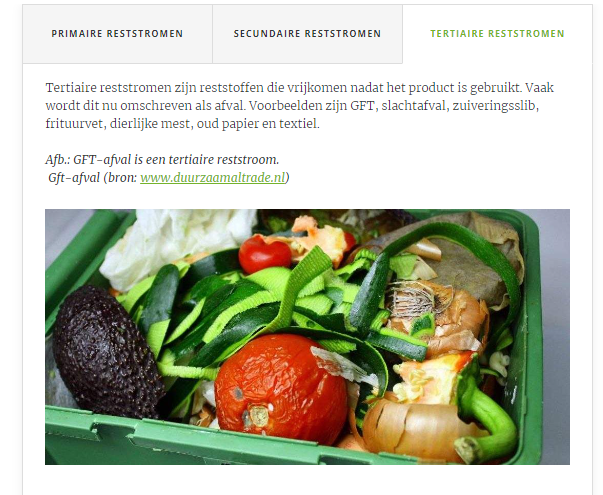 PRIMAIRE RESTSTROMEN
SECUNDAIRE RESTSTROMEN
TERTIAIRE RESTSTROMEN
Tertiaire reststromen zijn reststoffen die vrijkomen nadat het product is gebruikt. Vaak
wordt dit nu omschreven als afval. Voorbeelden zijn GFT, slachtafval, zuiveringsslib,
frituurvet, dierlijke mest, oud papier en textiel.
Afb.: GFT-afval is een tertiaire reststroom.
Gft-afval (bron: www.duurzaamaltrade.nl)